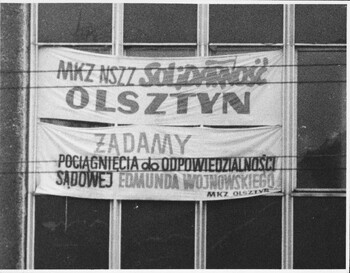 MKZ NSZZ Solidarność
OLSZTYN
ŻĄDAMY
POCIĄGNIĘCIA do ODPOWIEDZIALNOŚCI
SĄDOWEJ EDMUNDA WOJNOWSKIEGO
MKZ OLSZTYN